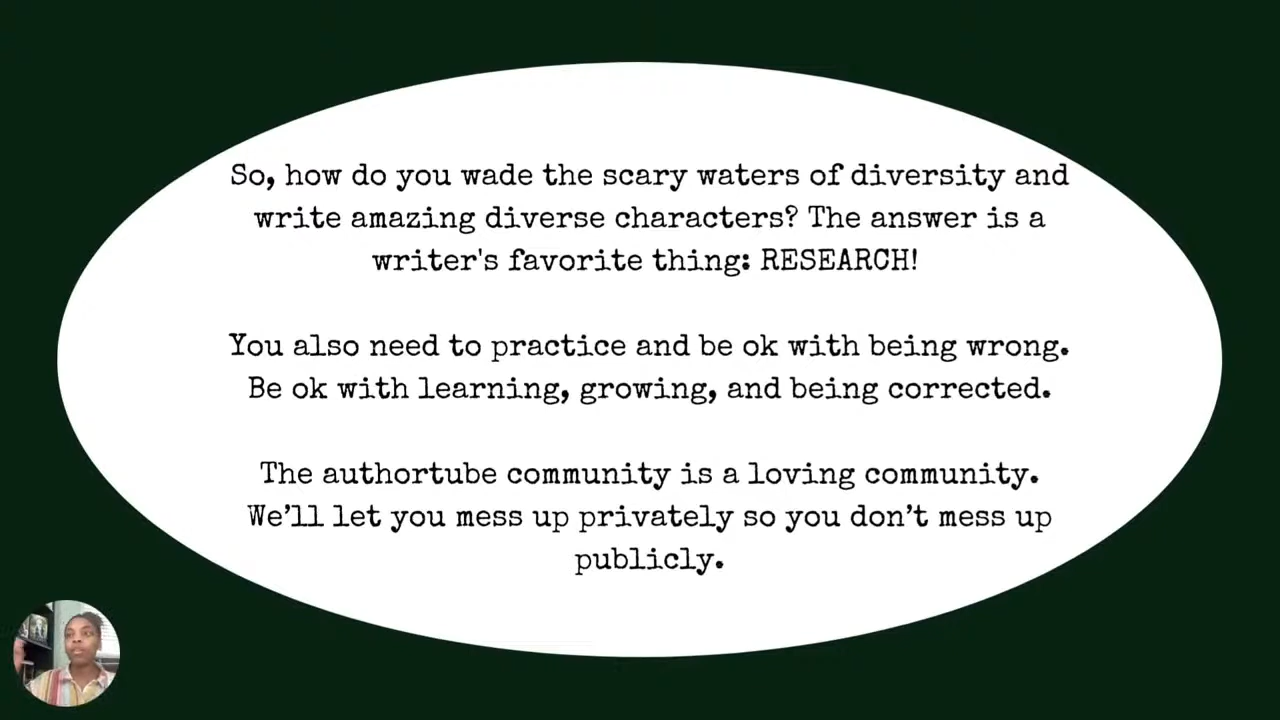 So, how do you wade the scary waters of diversity and
write amazing diverse characters? The answer is a
writer's favorite thing: RESEARCH!
You also need to practice and be ok with being wrong.
Be ok with learning, growing, and being corrected.
The authortube community is a loving community.
We’ll let you mess up privately so you don’t mess up
publicly.